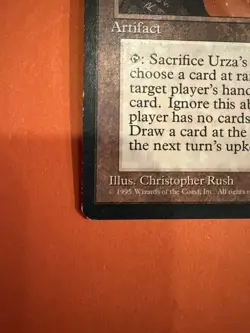 Artifact
: Sacrifice Urza's
choose a card at ra
target player's hand
card. Ignore this ab
player has no cards
Draw a card at the
the next turn's upk
Illus. Christopher Rush
© 1995 Wizards of the Coast, Inc. All rights